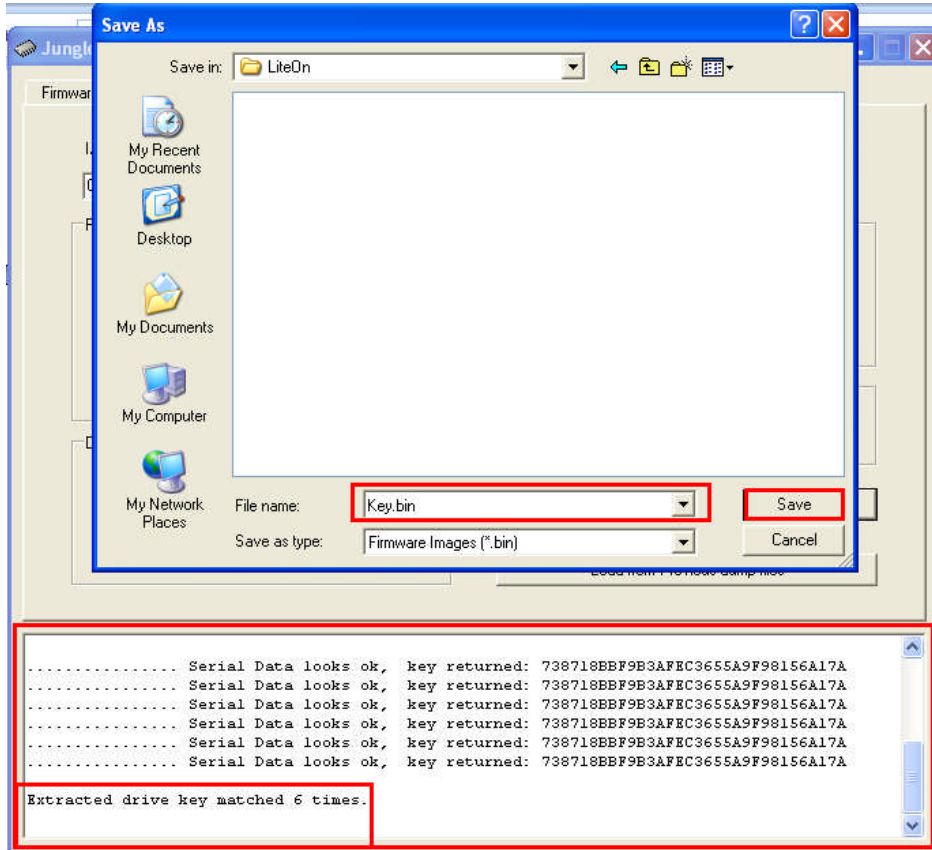 Save As
Jungle
Save in: LiteOn
Firmwar
My Recent
Documents
Desktop
My Documents
My Computer
My Network
Places
File name: Key.bin Save
Save as type: Firmware Images (*.bin) Cancel
................ Serial Data looks ok, key returned: 738718BBF9B3AFEC3655A9F98156A17A
................ Serial Data looks ok, key returned: 738718BBF9B3AFEC3655A9F98156A17A
................ Serial Data looks ok, key returned: 738718BBF9B3AFEC3655A9F98156A17A
................ Serial Data looks ok, key returned: 738718BBF9B3AFEC3655A9F98156A17A
................ Serial Data looks ok, key returned: 738718BBF9B3AFEC3655A9F98156A17A
................ Serial Data looks ok, key returned: 738718BBF9B3AFEC3655A9F98156A17A
Extracted drive key matched 6 times.